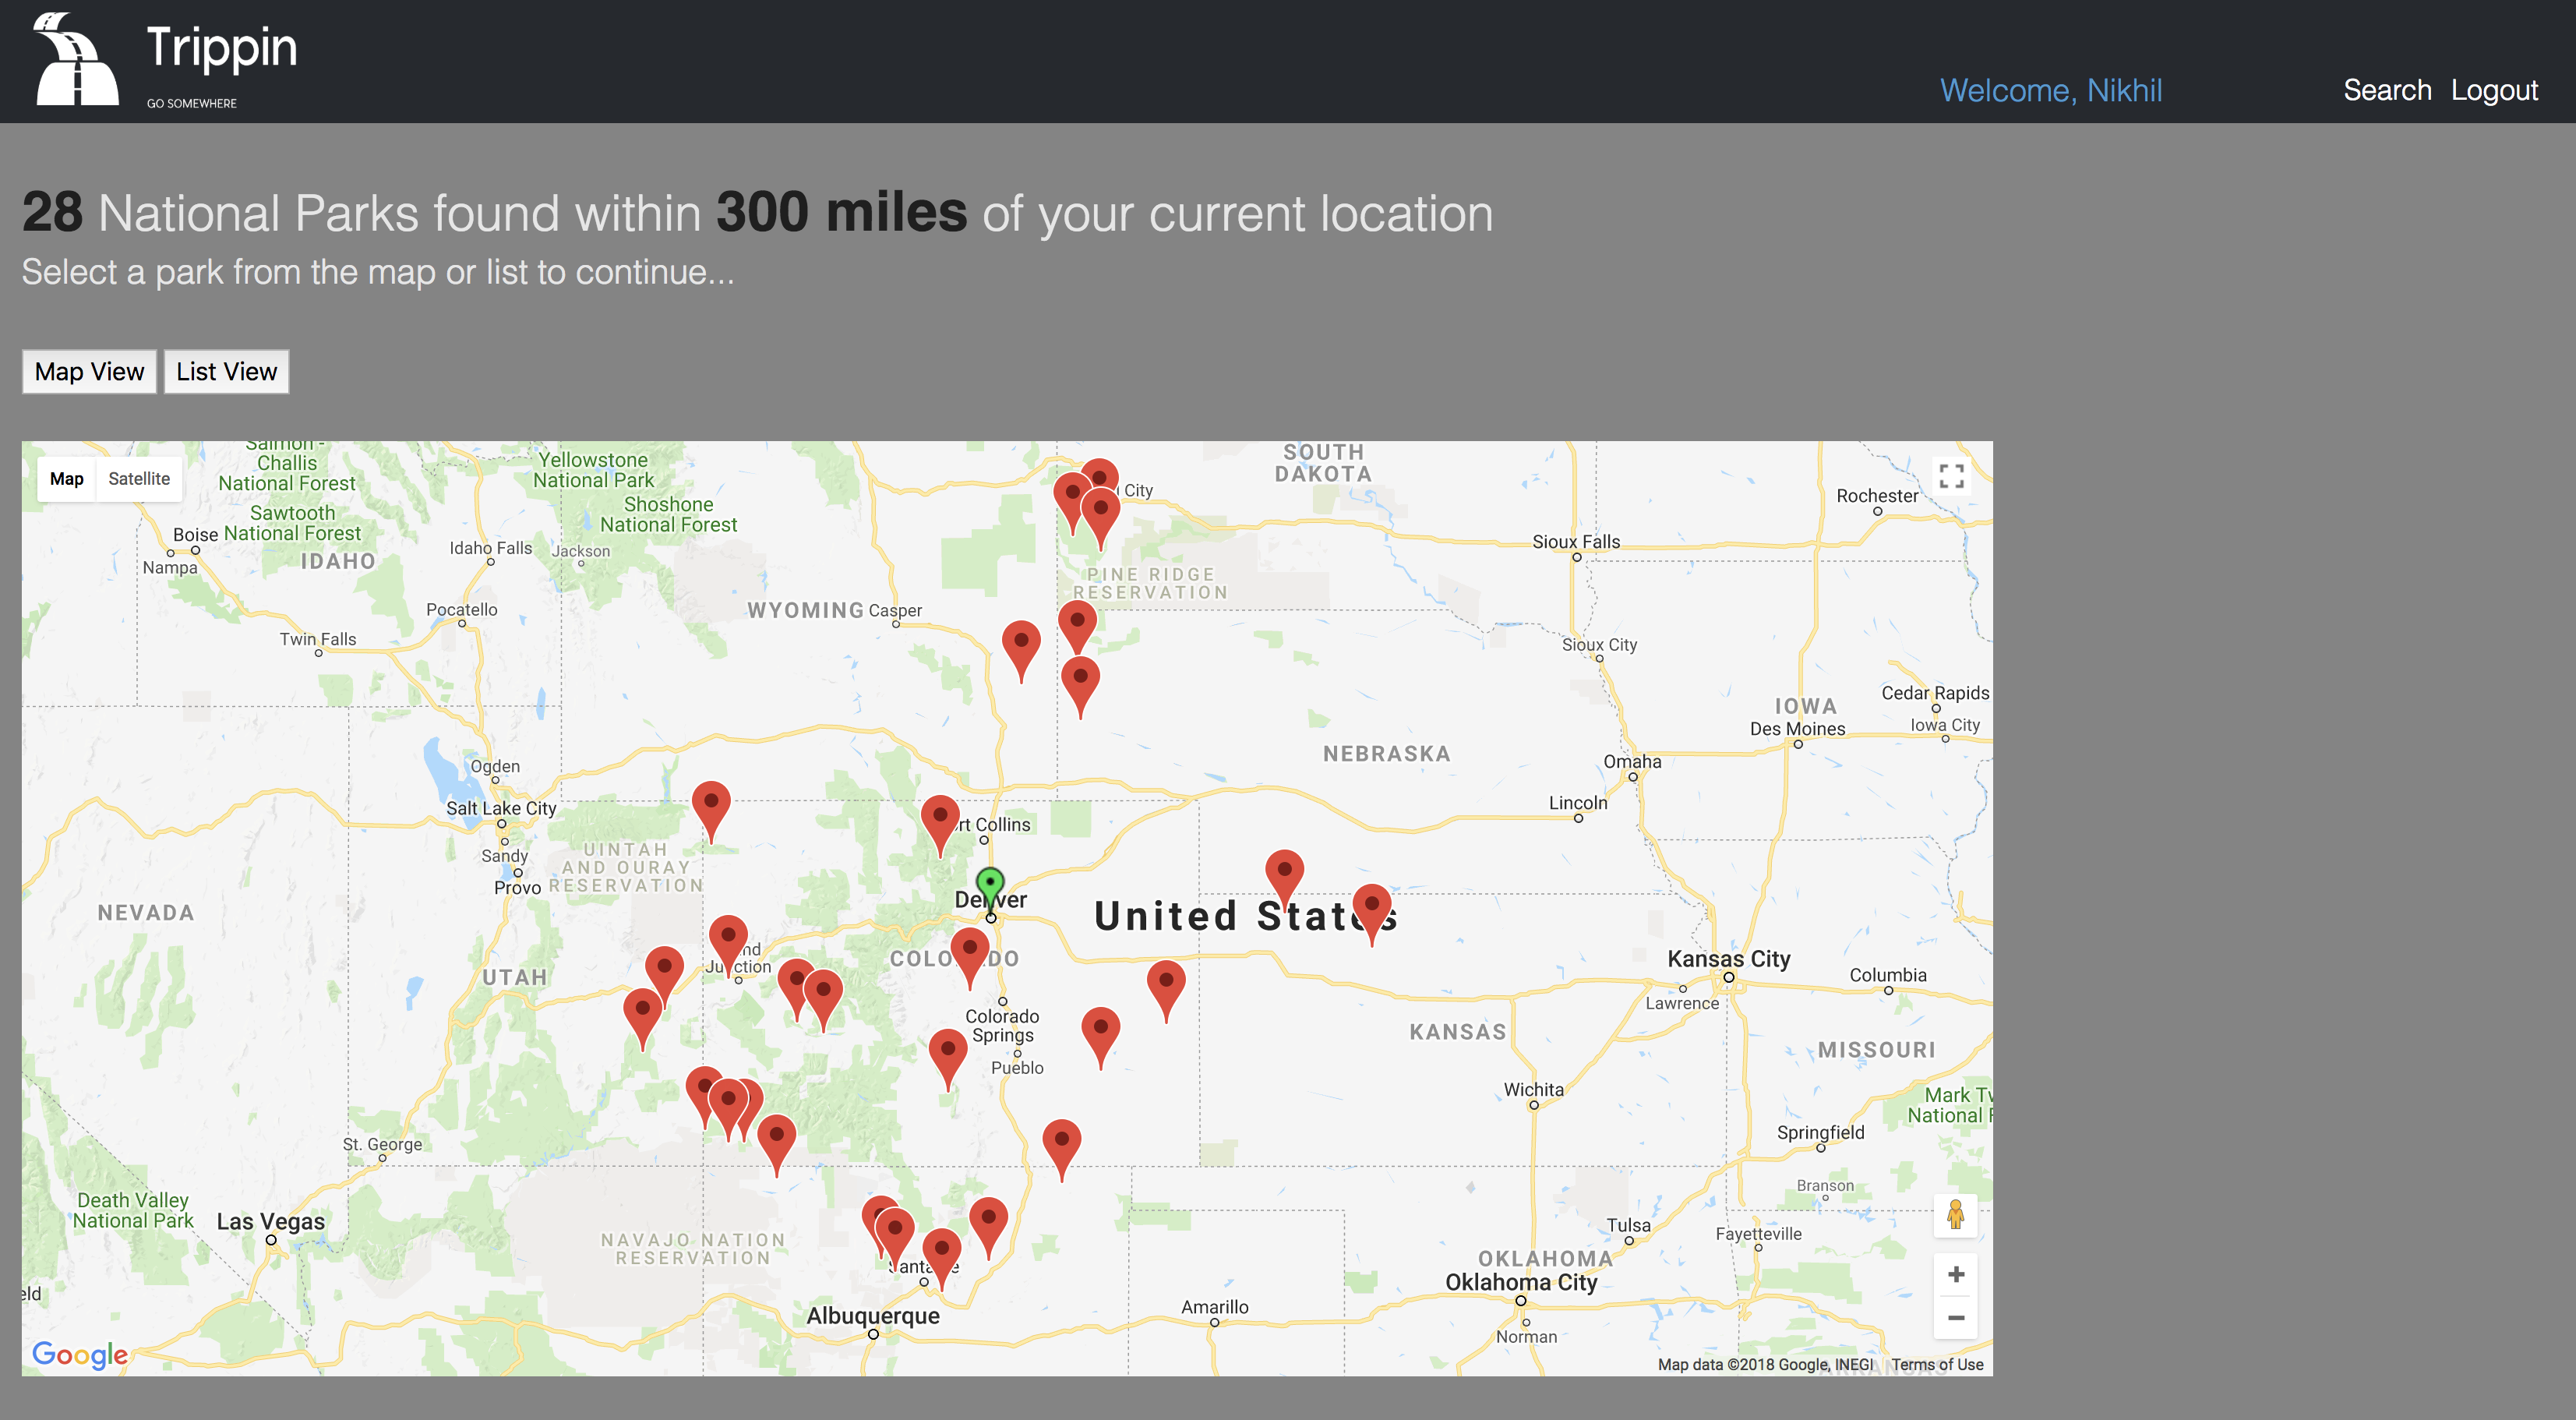 Trippin
GO SOMEWHERE
Welcome, Nikhil
Search Logout
28 National Parks found within 300 miles of your current location
Select a park from the map or list to continue...
Map View List View
Map Satellite
Salmon -
Challis
National Forest
Sawtooth
National Forest
Boise
Nampa
IDAHO
Idaho Falls
Jackson
Pocatello
Twin Falls
Yellowstone
National Park
Shoshone
National Forest
WYOMING
Casper
City
SOUTH
DAKOTA
PINE RIDGE
RESERVATION
Rochester
Sioux Falls
Sioux City
IOWA
Des Moines
Cedar Rapids
Iowa City
NEBRASKA
Omaha
Lincoln
Ogden
Salt Lake City
Sandy
Provo
UINTAH
AND OURAY
RESERVATION
rt Collins
Denver
United States
NEVADA
UTAH
nd
Junction
COLORADO
Colorado
Springs
Pueblo
KANSAS
Kansas City
Lawrence
Columbia
MISSOURI
Wichita
Mark Tw
National F
Springfield
Branson
St. George
Death Valley
National Park
Las Vegas
NAVAJO NATION
RESERVATION
Santa Fe
Albuquerque
Amarillo
Tulsa
Fayetteville
OKLAHOMA
Oklahoma City
Norman
eld
Google
ARKANSAS
Map data ©2018 Google, INEGI Terms of Use